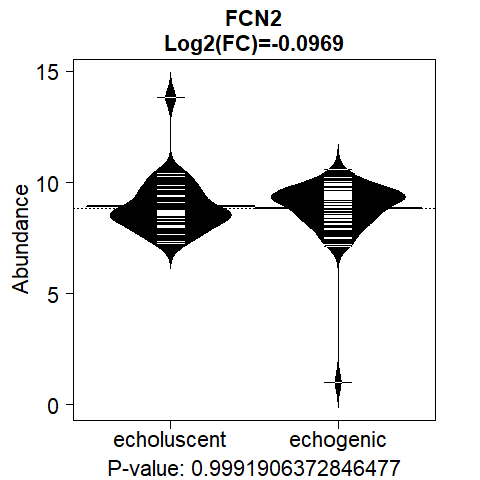 FCN2
Log2(FC)=-0.0969
15
10
5
0
Abundance
echoluscent echogenic
P-value: 0.9991906372846477